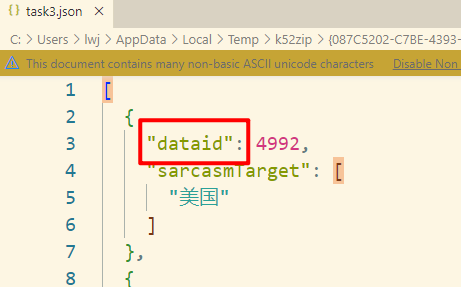 task3.json
C: > Users > lwj > AppData > Local > Temp > k52zip > {087C5202-C7BE-4393-
This document contains many non-basic ASCII unicode characters Disable Non
1 [
2 {
3 "dataid": 4992,
4 "sarcasmTarget": [
5 "美国"
6 ]
7 },
8 {